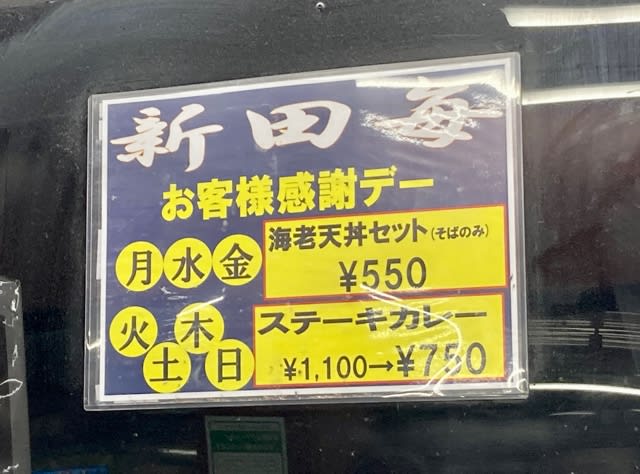 新田毎
お客様感謝デー
月水金
海老天丼セット(そばのみ)
¥550
火木土日
ステーキカレー
¥1,100→¥750